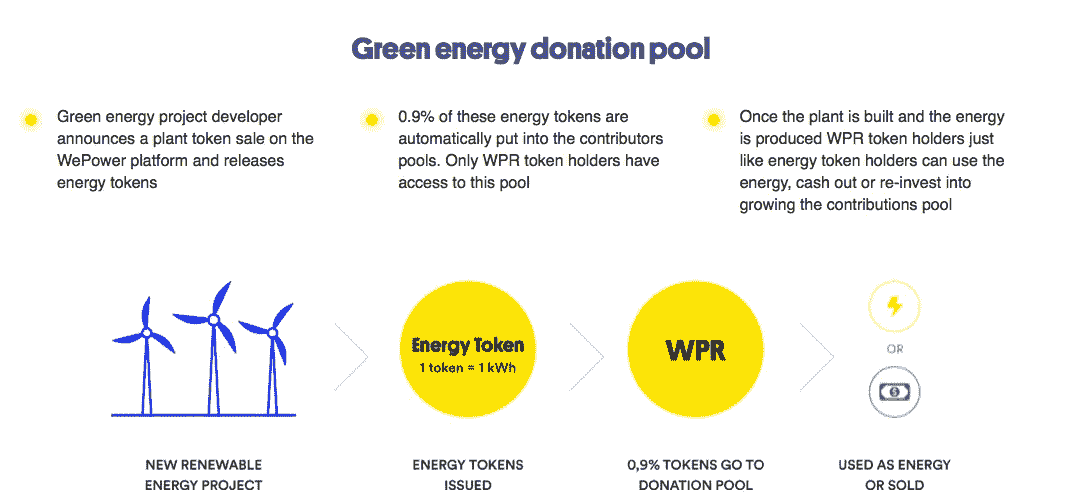 Green energy donation pool
Green energy project developer
announces a plant token sale on the
WePower platform and releases
energy tokens
0.9% of these energy tokens are
automatically put into the contributors
pools. Only WPR token holders have
access to this pool
Once the plant is built and the energy
is produced WPR token holders just
like energy token holders can use the
energy, cash out or re-invest into
growing the contributions pool
Energy Token
1 token = 1 kWh
WPR
OR
$
NEW RENEWABLE
ENERGY PROJECT
ENERGY TOKENS
ISSUED
0,9% TOKENS GO TO
DONATION POOL
USED AS ENERGY
OR SOLD